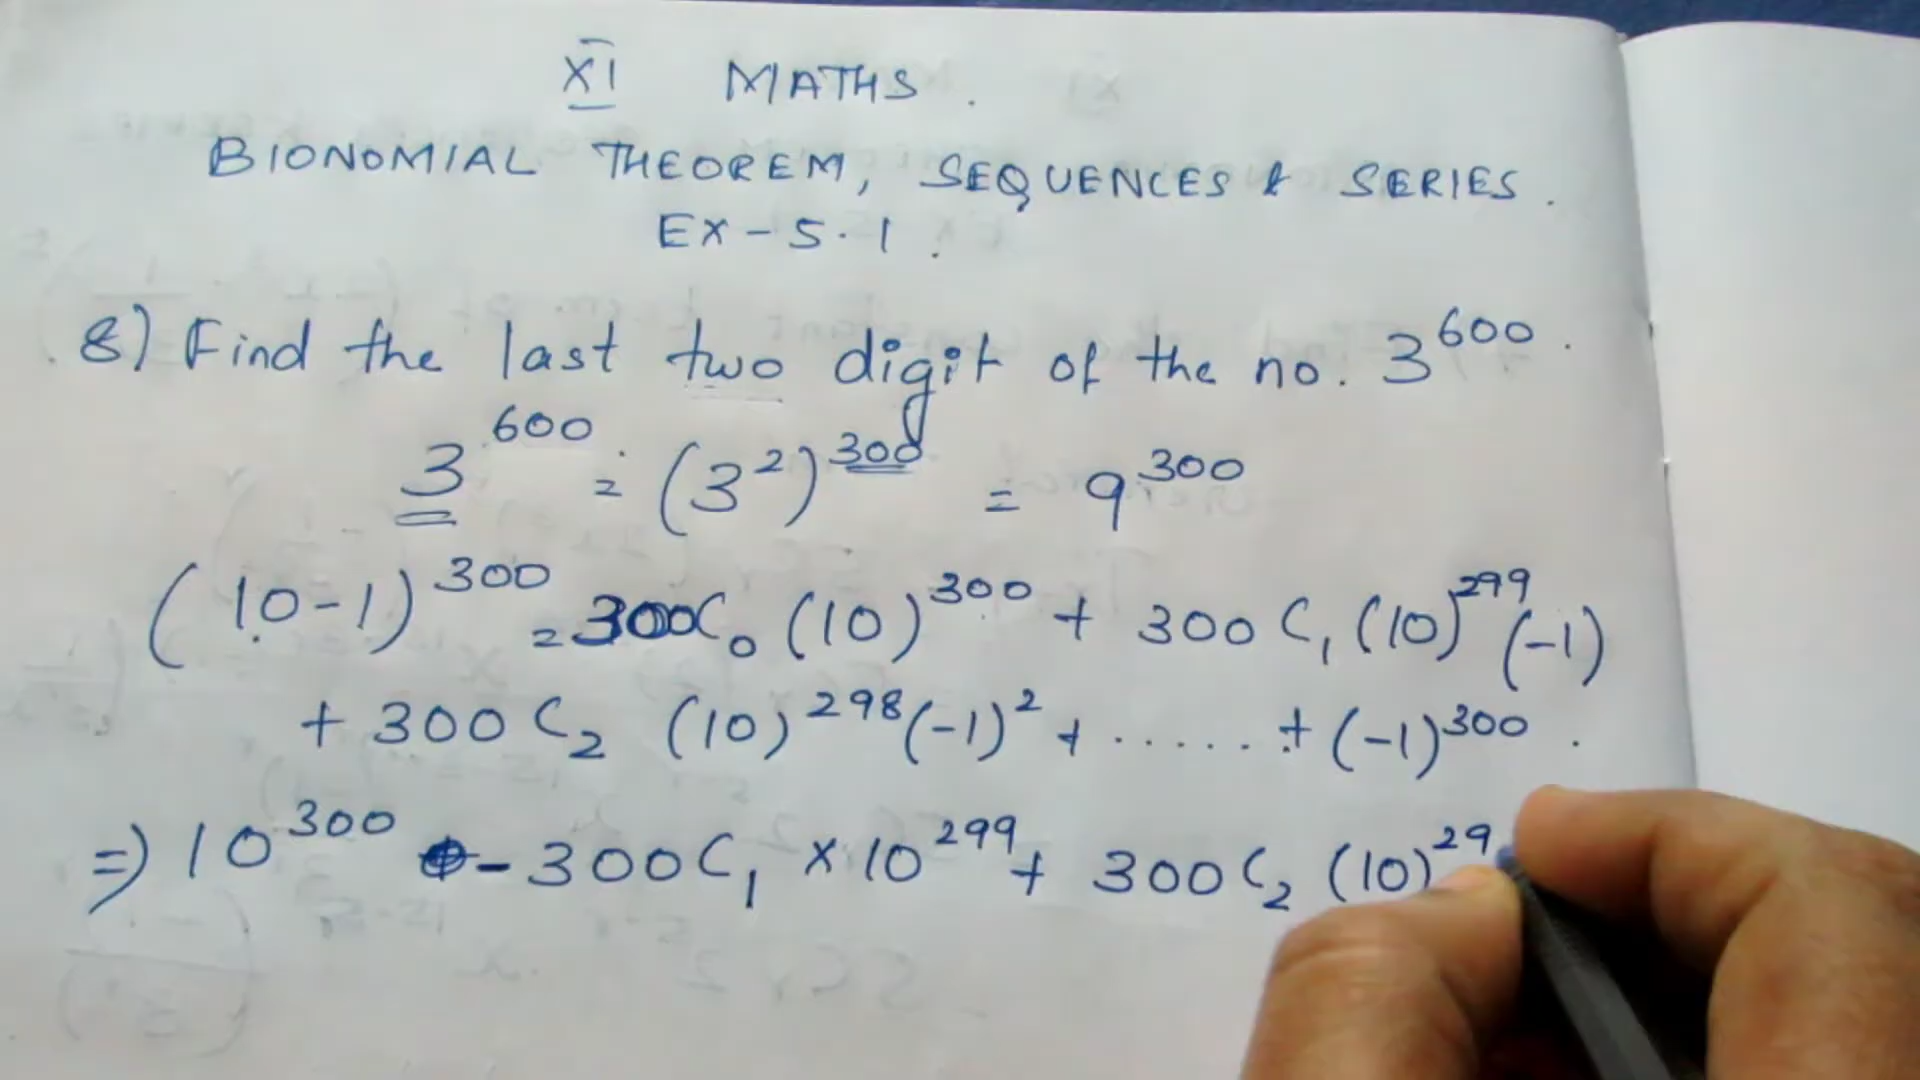 XI MATHS.
BIONOMIAL THEOREM, SEQUENCES & SERIES.
EX-5.1.
8) Find the last two digit of the no. 3^600.
3^600 = (3^2)^300 = 9^300
(10-1)^300 = 300C₀ (10)^300 + 300C₁ (10)^299 (-1)
+ 300C₂ (10)^298 (-1)^2 + ...... + (-1)^300.
⇒ 10^300 - 300C₁ × 10^299 + 300C₂ (10)^29